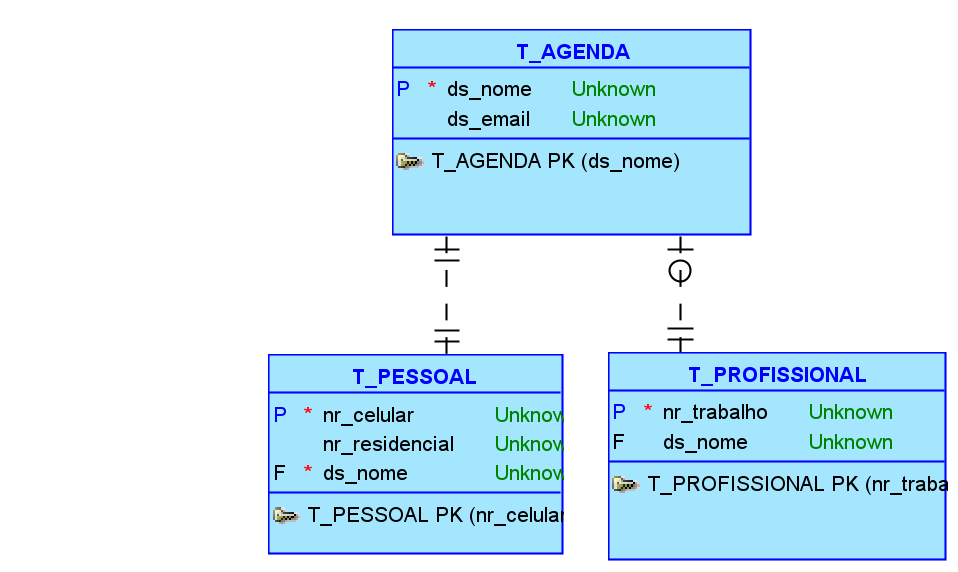 T_AGENDA
P * ds_nome Unknown
ds_email Unknown
T_AGENDA PK (ds_nome)
T_PESSOAL
P * nr_celular Unknow
nr_residencial Unknow
F * ds_nome Unknow
T_PESSOAL PK (nr_celular
T_PROFISSIONAL
P * nr_trabalho Unknown
F ds_nome Unknown
T_PROFISSIONAL PK (nr_traba